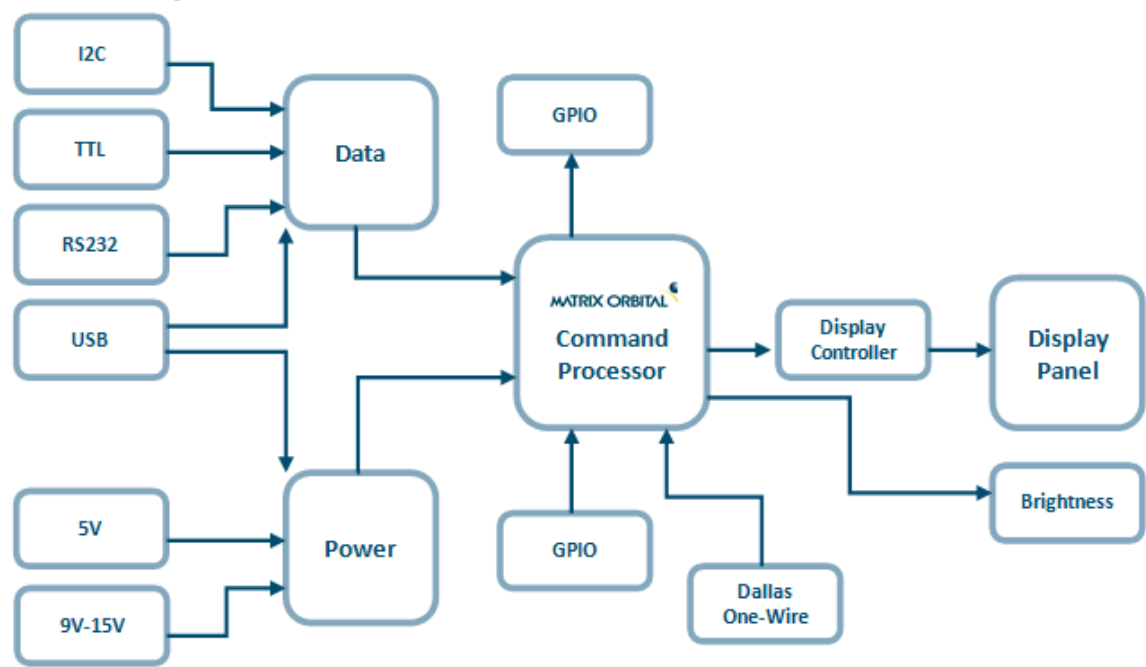 I2C
TTL
RS232
USB
5V
9V-15V
Data
Power
GPIO
MATRIX ORBITAL
Command
Processor
GPIO
Dallas
One-Wire
Display
Controller
Display
Panel
Brightness